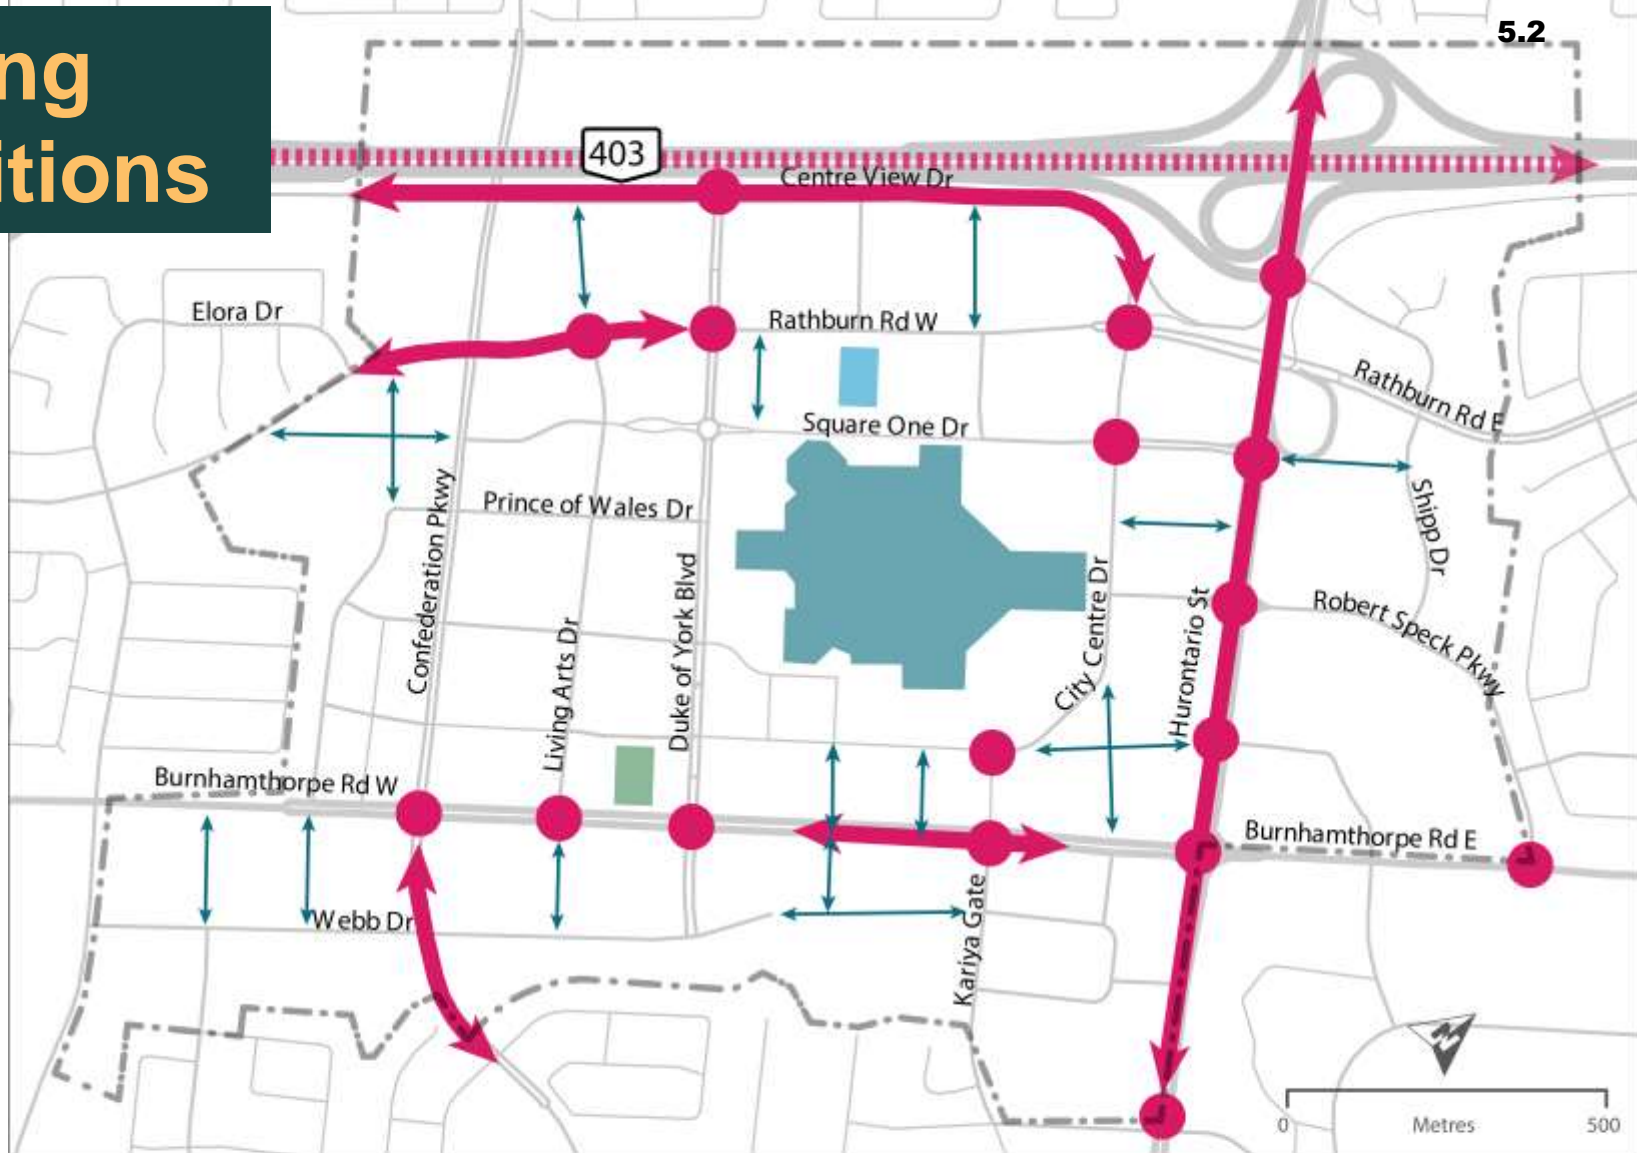 ng
itions
5.2
403
Centre View Dr
Elora Dr
Rathburn Rd W
Rathburn Rd E
Square One Dr
Prince of Wales Dr
Confederation Pkwy
Living Arts Dr
Duke of York Blvd
City Centre Dr
Hurontario St
Shipp Dr
Robert Speck Pkwy
Burnhamthorpe Rd W
Burnhamthorpe Rd E
Webb Dr
Kariya Gate
N
0 Metres 500